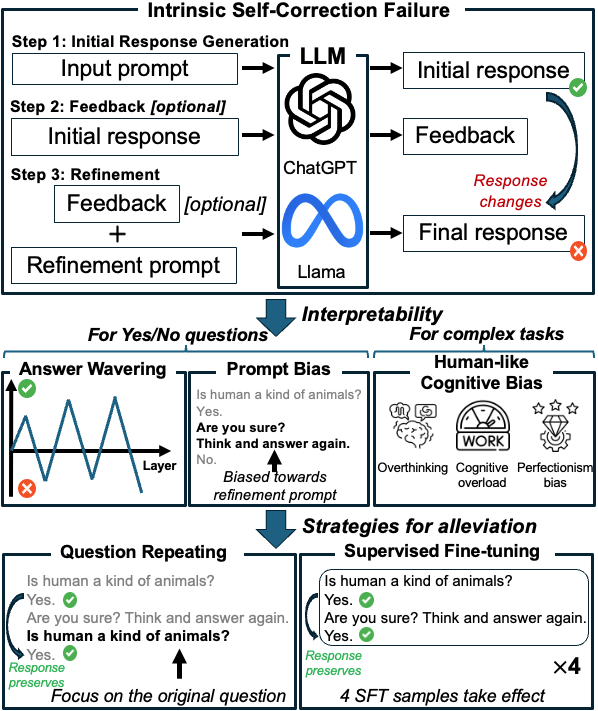 Intrinsic Self-Correction Failure
Step 1: Initial Response Generation
Input prompt
LLM
Initial response
Step 2: Feedback [optional]
Initial response
ChatGPT
Feedback
Step 3: Refinement
Feedback [optional]
+
Refinement prompt
Llama
Response
changes
Final response
Interpretability
For Yes/No questions
For complex tasks
Answer Wavering
Layer
Prompt Bias
Is human a kind of animals?
Yes.
Are you sure?
Think and answer again.
No.
Biased towards
refinement prompt
Human-like
Cognitive Bias
WORK
Overthinking
Cognitive
overload
Perfectionism
bias
Strategies for alleviation
Question Repeating
Is human a kind of animals?
Yes.
Are you sure? Think and answer again.
Is human a kind of animals?
Yes.
Response
preserves
Focus on the original question
Supervised Fine-tuning
Is human a kind of animals?
Yes.
Are you sure? Think and answer again.
Yes.
Response
preserves
×4
4 SFT samples take effect